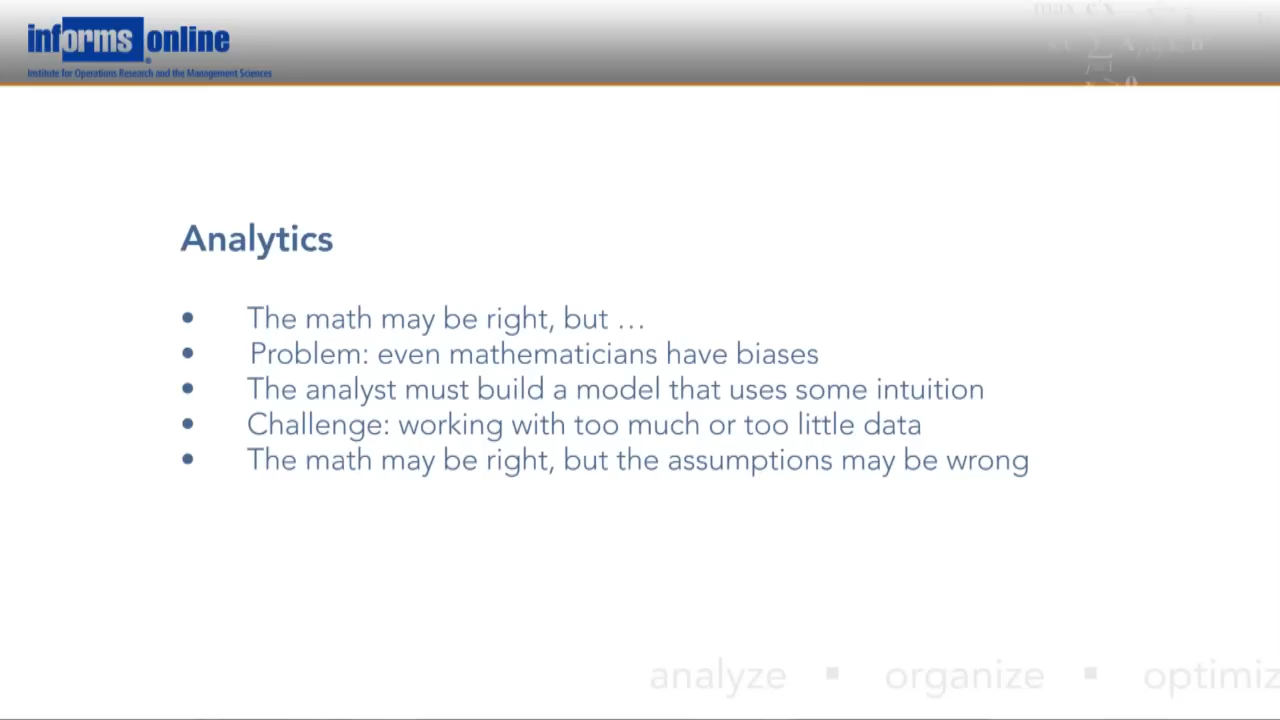 informs online
Institute for Operations Research and the Management Sciences
Analytics
• The math may be right, but …
• Problem: even mathematicians have biases
• The analyst must build a model that uses some intuition
• Challenge: working with too much or too little data
• The math may be right, but the assumptions may be wrong
analyze ▪ organize ▪ optimiz